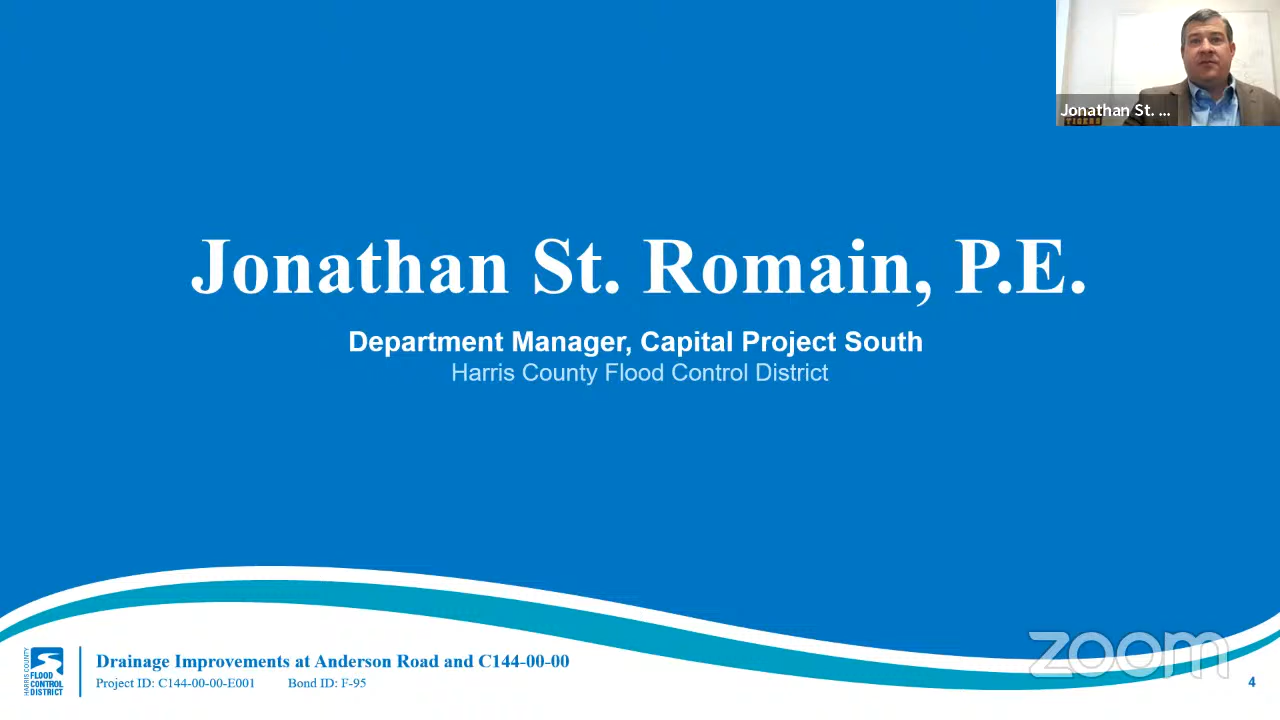 Jonathan St. ...
TIGERS
Jonathan St. Romain, P.E.
Department Manager, Capital Project South
Harris County Flood Control District
HARRIS COUNTY
FLOOD
CONTROL
DISTRICT
Drainage Improvements at Anderson Road and C144-00-00
Project ID: C144-00-00-E001 Bond ID: F-95
zoom
4